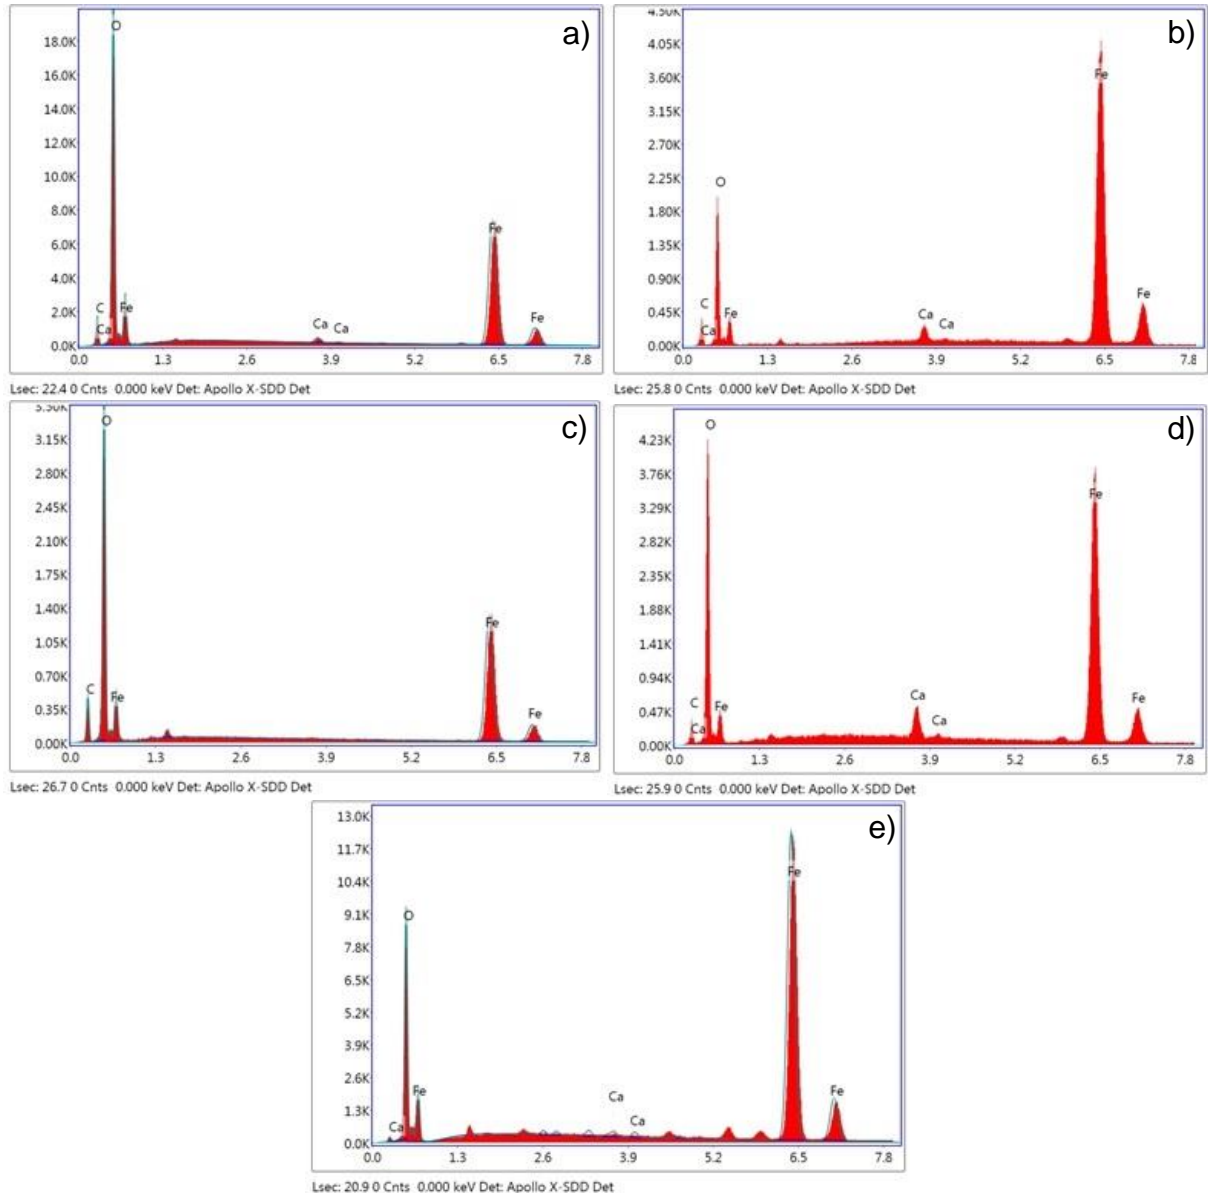 a)
18.0K
16.0K
14.0K
12.0K
10.0K
8.0K
6.0K
4.0K
2.0K
0.0K
O
C
Ca
Fe
Ca
Ca
Fe
Fe
0.0 1.3 2.6 3.9 5.2 6.5 7.8
Lsec: 22.4 0 Cnts 0.000 keV Det: Apollo X-SDD Det
b)
4.50K
4.05K
3.60K
3.15K
2.70K
2.25K
1.80K
1.35K
0.90K
0.45K
0.00K
O
C
Ca
Fe
Ca
Ca
Fe
Fe
0.0 1.3 2.6 3.9 5.2 6.5 7.8
Lsec: 25.8 0 Cnts 0.000 keV Det: Apollo X-SDD Det
c)
3.50K
3.15K
2.80K
2.45K
2.10K
1.75K
1.40K
1.05K
0.70K
0.35K
0.00K
O
C
Fe
Fe
Fe
0.0 1.3 2.6 3.9 5.2 6.5 7.8
Lsec: 26.7 0 Cnts 0.000 keV Det: Apollo X-SDD Det
d)
4.23K
3.76K
3.29K
2.82K
2.35K
1.88K
1.41K
0.94K
0.47K
0.00K
O
C
Ca
Fe
Ca
Ca
Fe
Fe
0.0 1.3 2.6 3.9 5.2 6.5 7.8
Lsec: 25.9 0 Cnts 0.000 keV Det: Apollo X-SDD Det
e)
13.0K
11.7K
10.4K
9.1K
7.8K
6.5K
5.2K
3.9K
2.6K
1.3K
0.0K
O
Ca
Fe
Ca
Ca
Fe
Fe
0.0 1.3 2.6 3.9 5.2 6.5 7.8
Lsec: 20.9 0 Cnts 0.000 keV Det: Apollo X-SDD Det